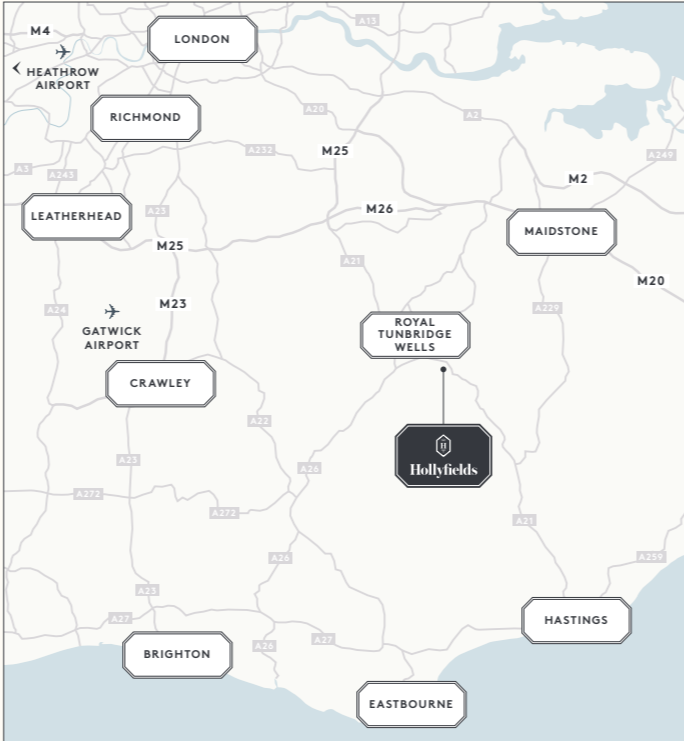 A13
M4
LONDON
HEATHROW
AIRPORT
RICHMOND
A20
A2
A232
M25
A249
A3
A243
M2
LEATHERHEAD
A23
M26
MAIDSTONE
M25
A21
M20
M23
A24
A229
GATWICK
AIRPORT
ROYAL
TUNBRIDGE
WELLS
CRAWLEY
A22
H
Hollyfields
A23
A26
A272
A272
A21
A26
A259
A23
A27
HASTINGS
A27
A26
BRIGHTON
EASTBOURNE